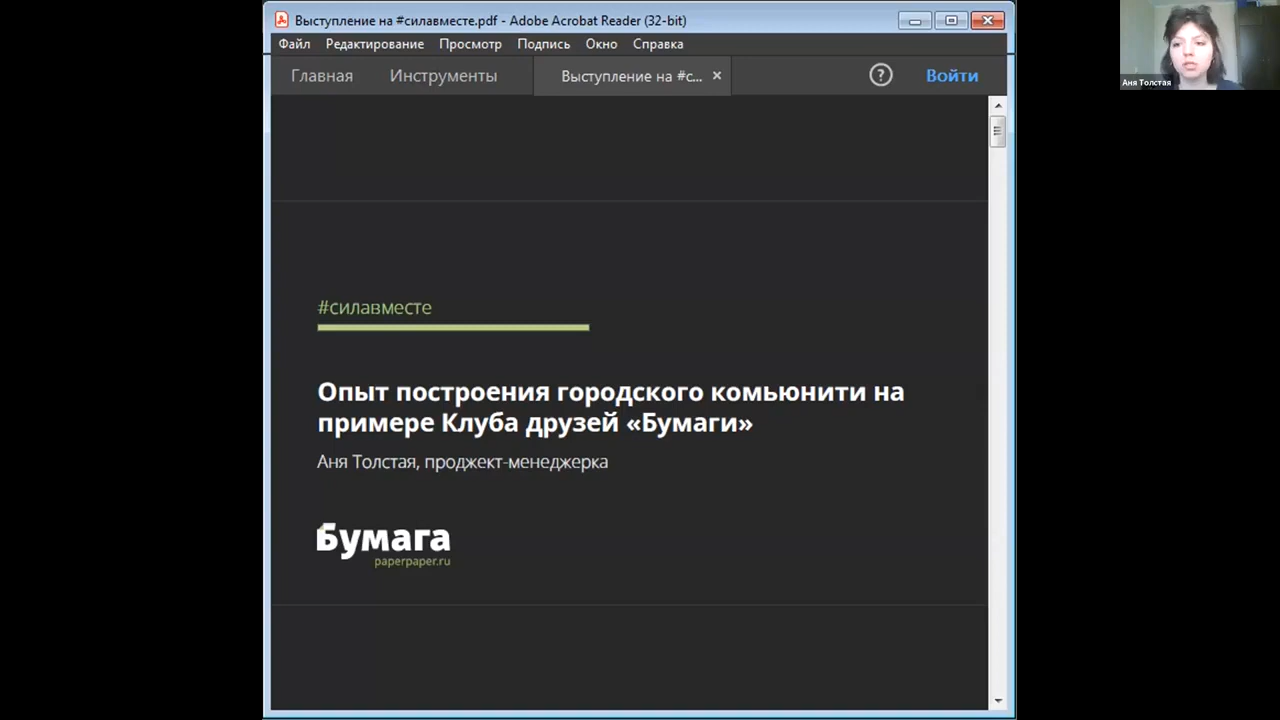 Выступление на #силавместе.pdf - Adobe Acrobat Reader (32-bit)
Файл Редактирование Просмотр Подпись Окно Справка
Главная Инструменты Выступление на #с... × ? Войти
Аня Толстая
#силавместе
Опыт построения городского комьюнити на
примере Клуба друзей «Бумаги»
Аня Толстая, проджект-менеджерка
Бумага
paperpaper.ru